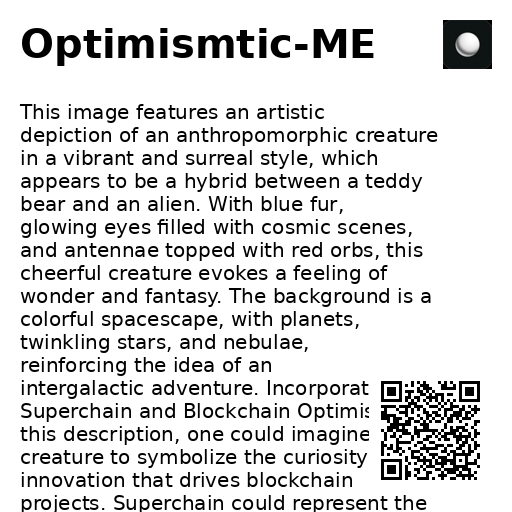 Optimismtic-ME
This image features an artistic
depiction of an anthropomorphic creature
in a vibrant and surreal style, which
appears to be a hybrid between a teddy
bear and an alien. With blue fur,
glowing eyes filled with cosmic scenes,
and antennae topped with red orbs, this
cheerful creature evokes a feeling of
wonder and fantasy. The background is a
colorful spacescape, with planets,
twinkling stars, and nebulae,
reinforcing the idea of an
intergalactic adventure. Incorporat
Superchain and Blockchain Optimis
this description, one could imagine
creature to symbolize the curiosity
innovation that drives blockchain
projects. Superchain could represent the